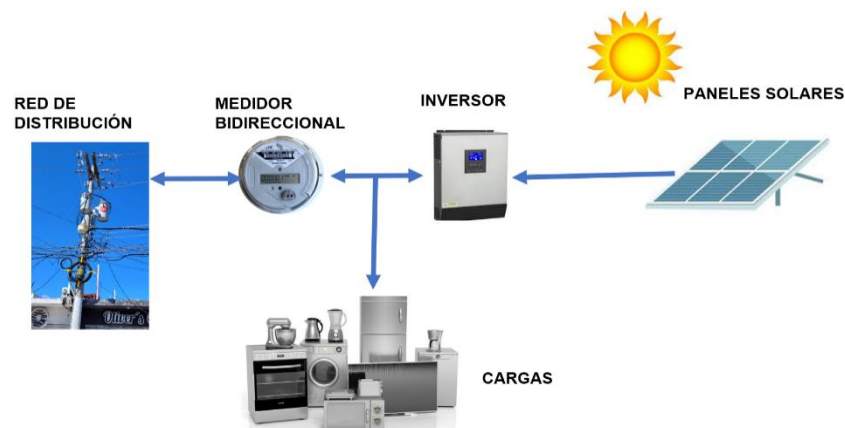 RED DE
DISTRIBUCIÓN
MEDIDOR
BIDIRECCIONAL
INVERSOR
PANELES SOLARES
Oliver's
CARGAS